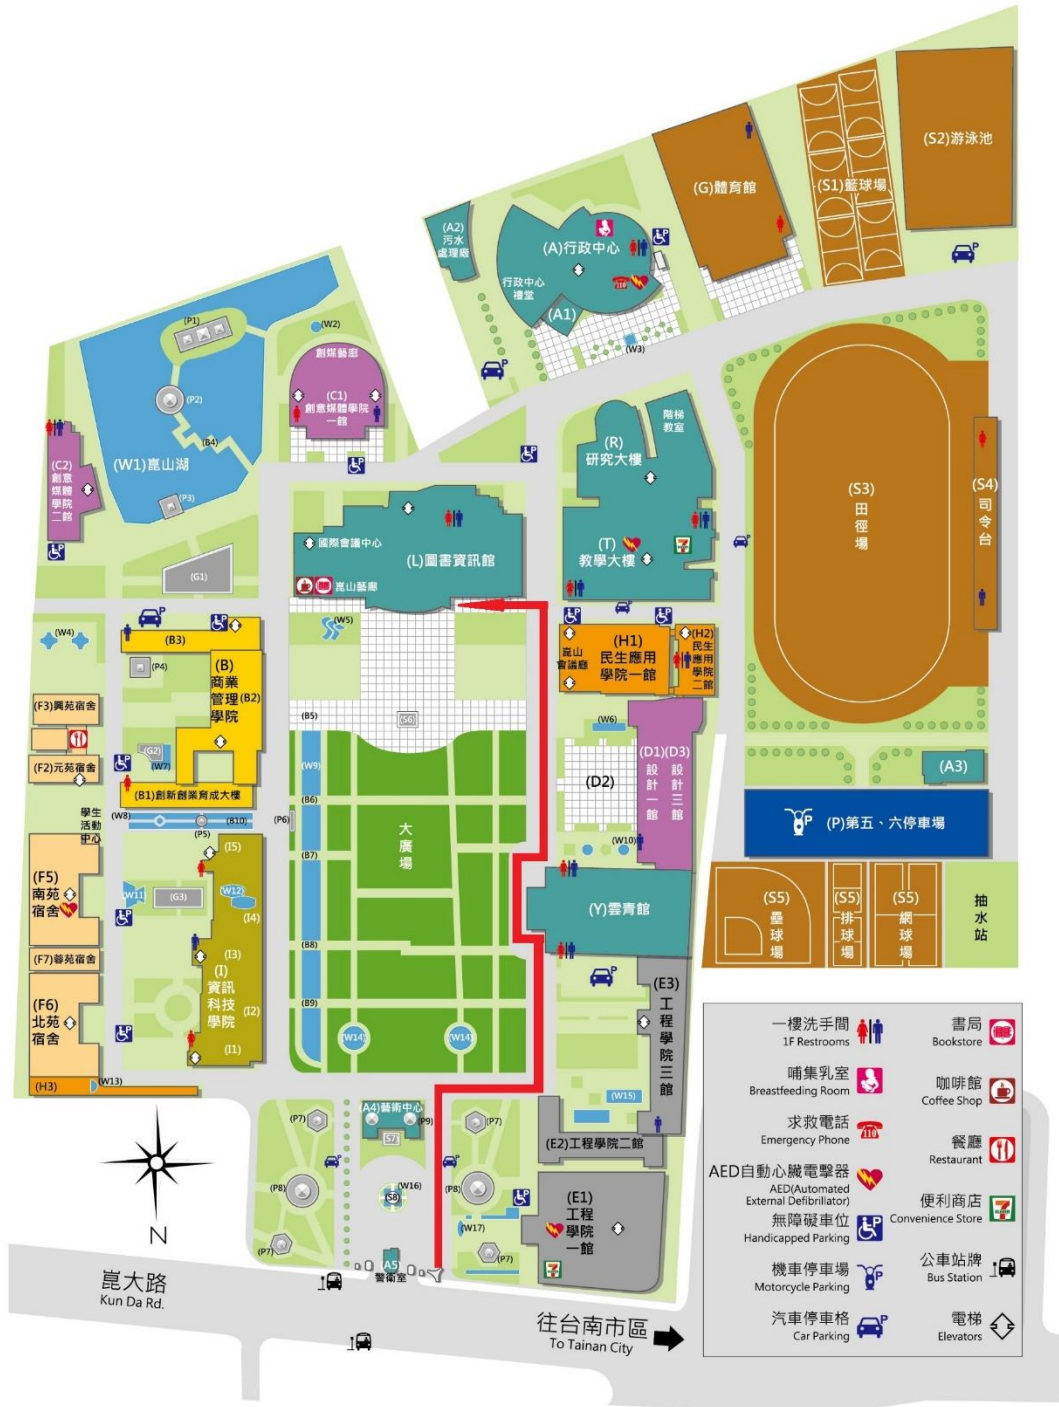 (S2)游泳池
(S1)籃球場
(G)體育館
(A2)
污水
處理廠
(A)行政中心
行政中心
禮堂
(A1)
(W3)
(P1)
(W2)
創媒藝廊
(C1)
創意媒體學院
一館
(P2)
(B4)
(W1)崑山湖
(P3)
(C2)
創意媒體學院二館
(G1)
階梯
教室
(R)
研究大樓
(T)
教學大樓
國際會議中心
(L)圖書資訊館
崑山藝廊
(S3)
田徑場
(S4)
司令台
(W4)
(B3)
(P4)
(B)
商業
管理
學院
(B2)
(W5)
(B5)
(S6)
崑山
會議廳
(H1)
民生應用
學院一館
(H2)
民生應用學院二館
(F3)興苑宿舍
(F2)元苑宿舍
(G2)
(W7)
(B1)創新創業育成大樓
(W6)
(D2)
(D1)(D3)
設計一館
設計三館
(W10)
(A3)
(P)第五、六停車場
學生
活動
中心
(W8)
(P5)
(B10)
(P6)
(W9)
(B6)
(B7)
大廣場
(F5)
南苑
宿舍
(W11)
(G3)
(I5)
(W12)
(I4)
(Y)雲青館
(S5)
壘球場
(S5)
排球場
(S5)
網球場
抽水站
(F7)蓉苑宿舍
(F6)
北苑
宿舍
(I3)
(I)
資訊
科技
學院
(I2)
(I1)
(B8)
(B9)
(W14)
(W14)
(E3)
工程學院三館
(W15)
(H3)
(W13)
(P7)
(A4)藝術中心
(P9)
(S7)
(P7)
(E2)工程學院二館
(P8)
(W16)
(S8)
(P8)
(E1)
工程
學院
一館
(P7)
(W17)
(P7)
(A5)
警衛室
N
崑大路
Kun Da Rd.
往台南市區
To Tainan City
一樓洗手間
1F Restrooms
書局
Bookstore
哺集乳室
Breastfeeding Room
咖啡館
Coffee Shop
求救電話
Emergency Phone
110
餐廳
Restaurant
AED自動心臟電擊器
AED(Automated
External Defibrillator)
便利商店
Convenience Store
無障礙車位
Handicapped Parking
公車站牌
Bus Station
機車停車場
Motorcycle Parking
汽車停車格
Car Parking
電梯
Elevators